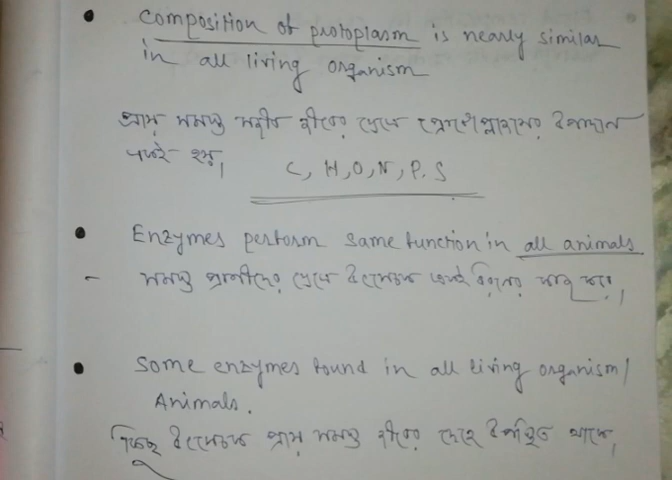 • Composition of protoplasm is nearly similar
in all living organism
প্রায় সমস্ত সজীব জীবের ক্ষেত্রে প্রোটোপ্লাজমের উপাদান
একই হয়।
C, H, O, N, P, S
• Enzymes perform same function in all animals.
– সমস্ত প্রাণীদের ক্ষেত্রে উৎসেচক একই ধরনের কাজ করে।
• Some enzymes found in all living organism/
Animals.
কিছু উৎসেচক প্রায় সমস্ত জীবের দেহে উপস্থিত থাকে।